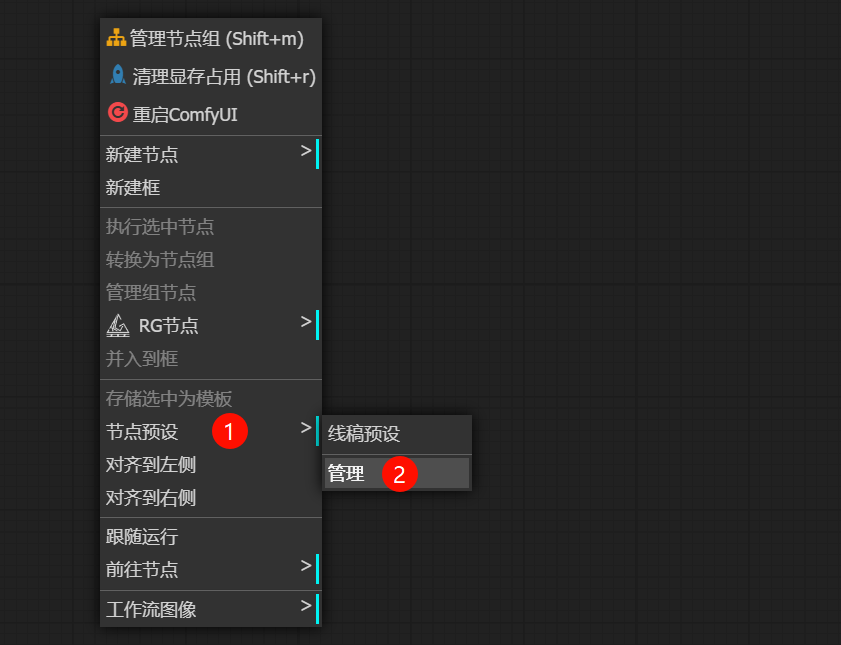 管理节点组 (Shift+m)
清理显存占用 (Shift+r)
重启ComfyUI
新建节点 >
新建框
执行选中节点
转换为节点组
管理组节点
RG节点 >
并入到框
存储选中为模板
节点预设 1 >
线稿预设
管理 2
对齐到左侧
对齐到右侧
跟随运行
前往节点 >
工作流图像 >